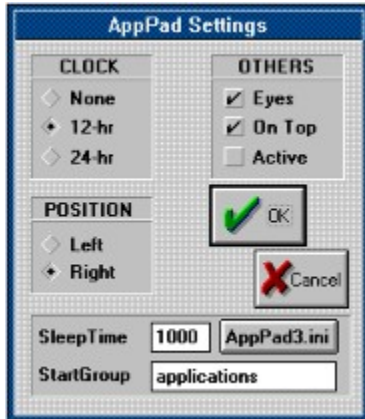 AppPad Settings
CLOCK
None
12-hr
24-hr
OTHERS
Eyes
On Top
Active
POSITION
Left
Right
OK
Cancel
SleepTime 1000 AppPad3.ini
StartGroup applications